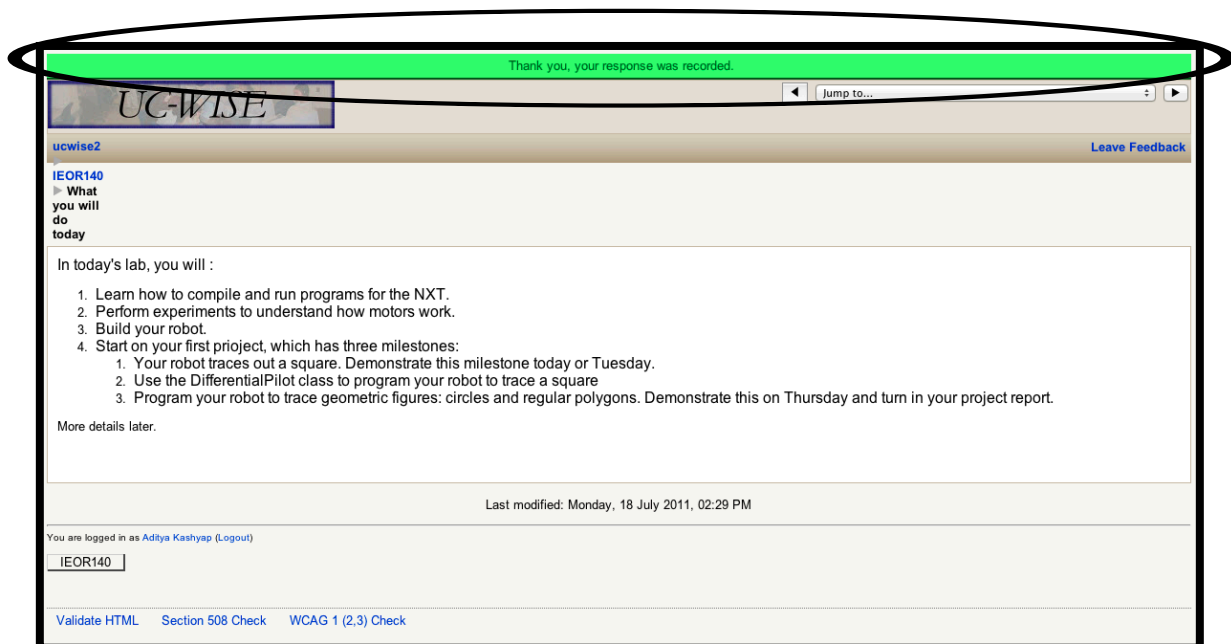 Thank you, your response was recorded.
UC-WISE
Jump to...
ucwise2
Leave Feedback
IEOR140
What
you will
do
today
In today's lab, you will :
1. Learn how to compile and run programs for the NXT.
2. Perform experiments to understand how motors work.
3. Build your robot.
4. Start on your first prioject, which has three milestones:
1. Your robot traces out a square. Demonstrate this milestone today or Tuesday.
2. Use the DifferentialPilot class to program your robot to trace a square
3. Program your robot to trace geometric figures: circles and regular polygons. Demonstrate this on Thursday and turn in your project report.
More details later.
Last modified: Monday, 18 July 2011, 02:29 PM
You are logged in as Aditya Kashyap (Logout)
IEOR140
Validate HTML Section 508 Check WCAG 1 (2,3) Check